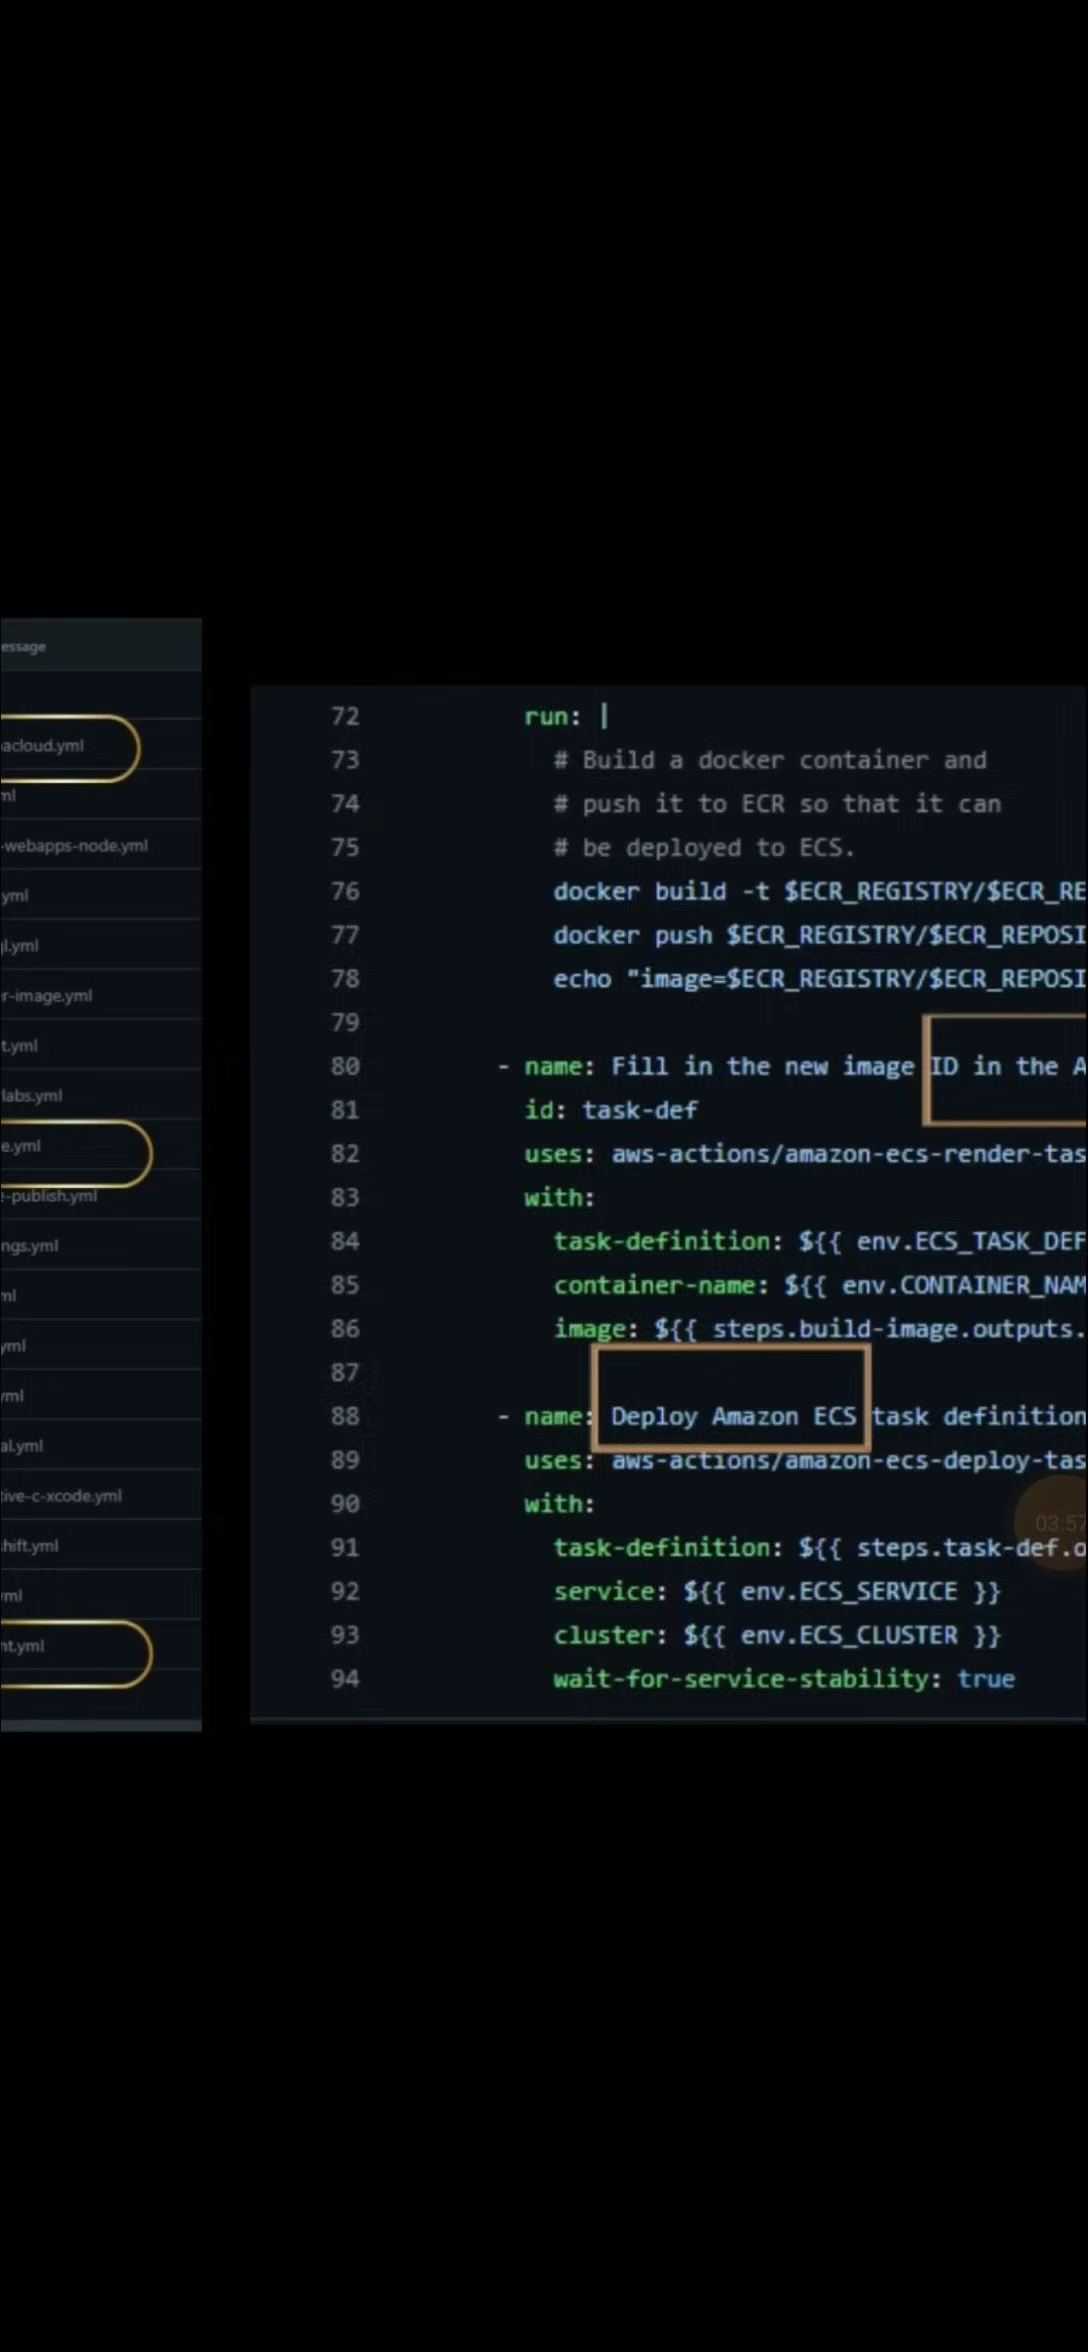 essage
acloud.yml
ml
-webapps-node.yml
yml
l.yml
r-image.yml
t.yml
labs.yml
e.yml
e-publish.yml
ngs.yml
ml
yml
ml
al.yml
tive-c-xcode.yml
hift.yml
ml
nt.yml
72 run: |
73 # Build a docker container and
74 # push it to ECR so that it can
75 # be deployed to ECS.
76 docker build -t $ECR_REGISTRY/$ECR_RE
77 docker push $ECR_REGISTRY/$ECR_REPOSI
78 echo "image=$ECR_REGISTRY/$ECR_REPOSI
79
80 - name: Fill in the new image ID in the A
81 id: task-def
82 uses: aws-actions/amazon-ecs-render-tas
83 with:
84 task-definition: ${{ env.ECS_TASK_DEF
85 container-name: ${{ env.CONTAINER_NAM
86 image: ${{ steps.build-image.outputs.
87
88 - name: Deploy Amazon ECS task definition
89 uses: aws-actions/amazon-ecs-deploy-tas
90 with:
03:57
91 task-definition: ${{ steps.task-def.o
92 service: ${{ env.ECS_SERVICE }}
93 cluster: ${{ env.ECS_CLUSTER }}
94 wait-for-service-stability: true